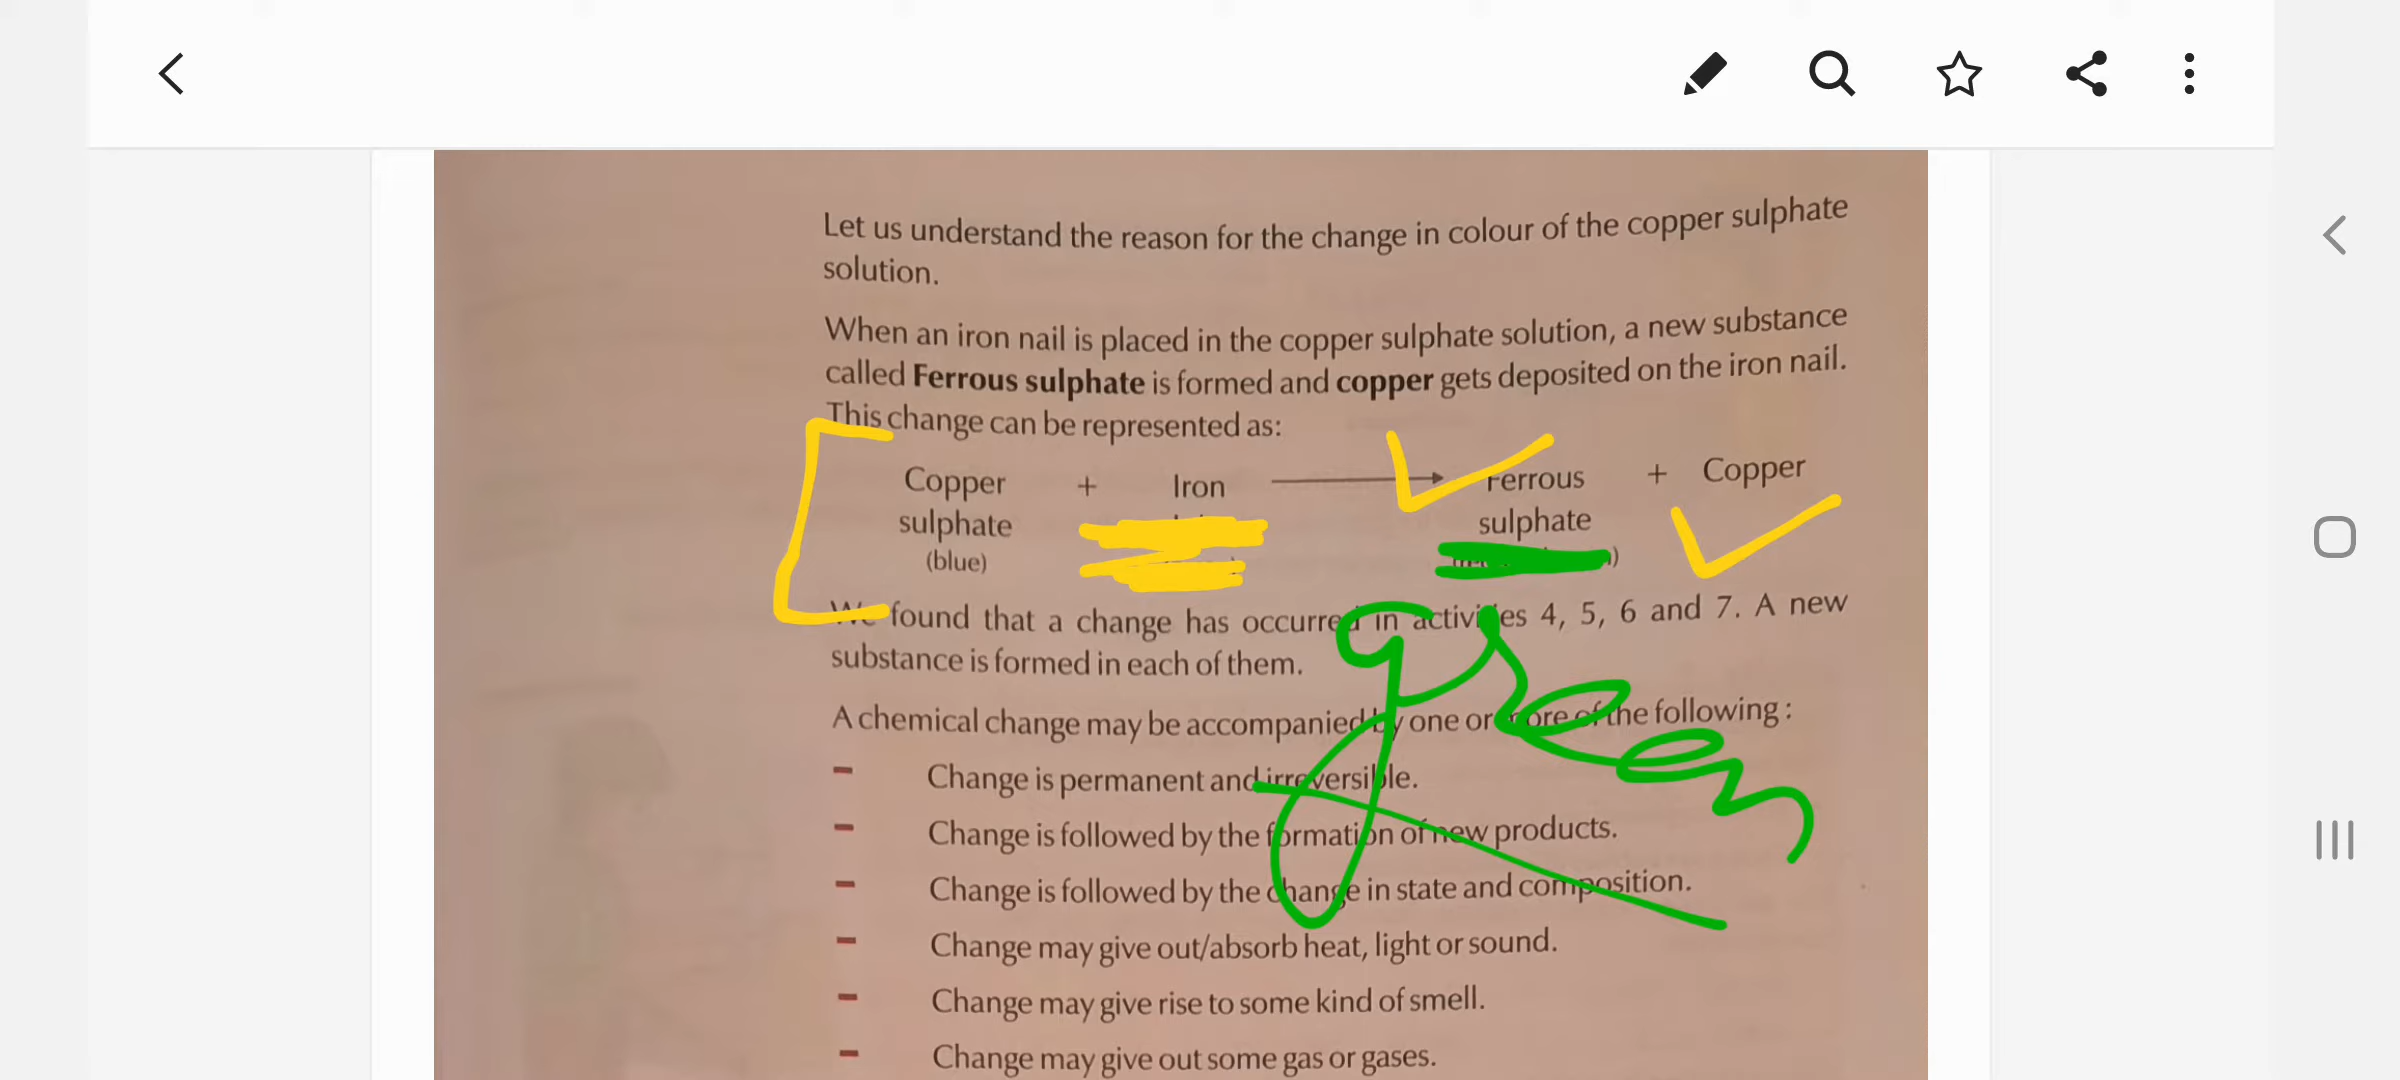 Let us understand the reason for the change in colour of the copper sulphate
solution.
When an iron nail is placed in the copper sulphate solution, a new substance
called Ferrous sulphate is formed and copper gets deposited on the iron nail.
This change can be represented as:
Copper + Iron Ferrous + Copper
sulphate sulphate
(blue)
We found that a change has occurred in activities 4, 5, 6 and 7. A new
substance is formed in each of them.
green
A chemical change may be accompanied by one or more of the following :
- Change is permanent and irreversible.
- Change is followed by the formation of new products.
- Change is followed by the change in state and composition.
- Change may give out/absorb heat, light or sound.
- Change may give rise to some kind of smell.
- Change may give out some gas or gases.